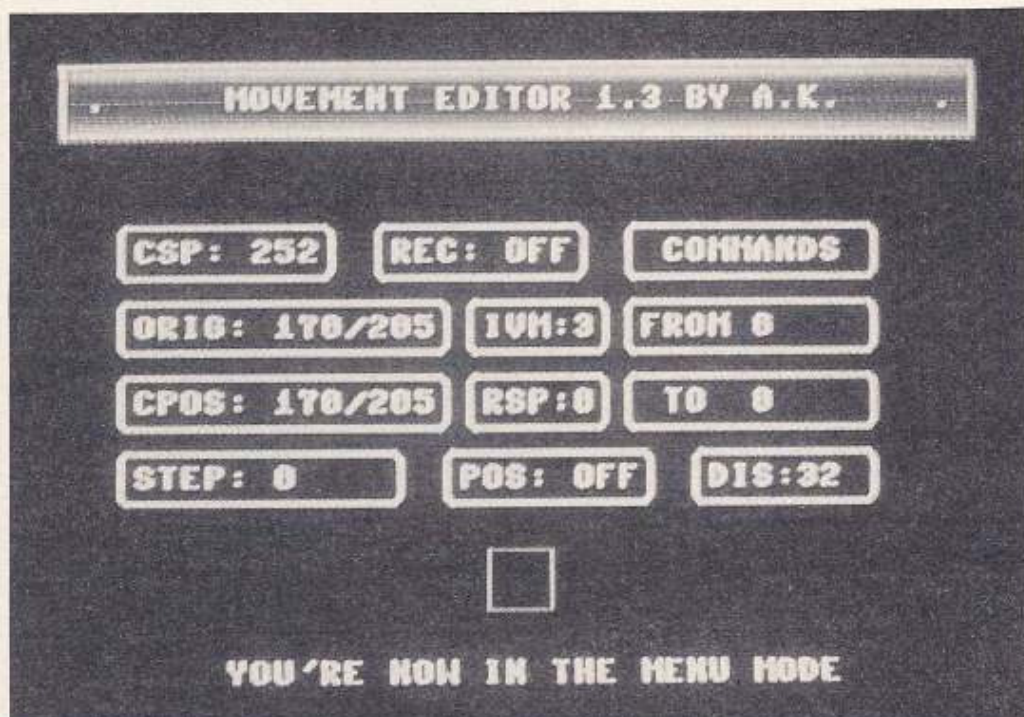 MOVEMENT EDITOR 1.3 BY A.K.
CSP: 252 REC: OFF COMMANDS
ORIG: 170/205 IVM:3 FROM 0
CPOS: 170/205 RSP:0 TO 0
STEP: 0 POS: OFF DIS:32
YOU'RE NOW IN THE MENU MODE